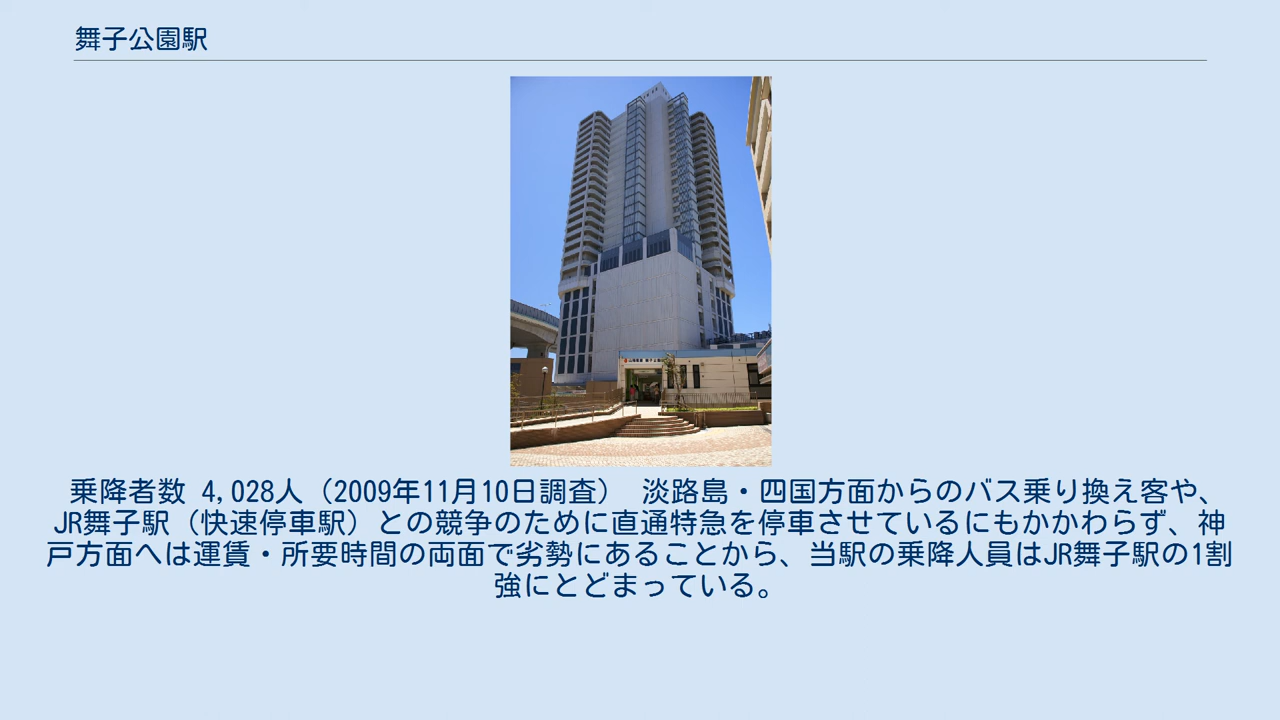 舞子公園駅
乗降者数 4,028人（2009年11月10日調査） 淡路島・四国方面からのバス乗り換え客や、
JR舞子駅（快速停車駅）との競争のために直通特急を停車させているにもかかわらず、神
戸方面へは運賃・所要時間の両面で劣勢にあることから、当駅の乗降人員はJR舞子駅の1割
強にとどまっている。